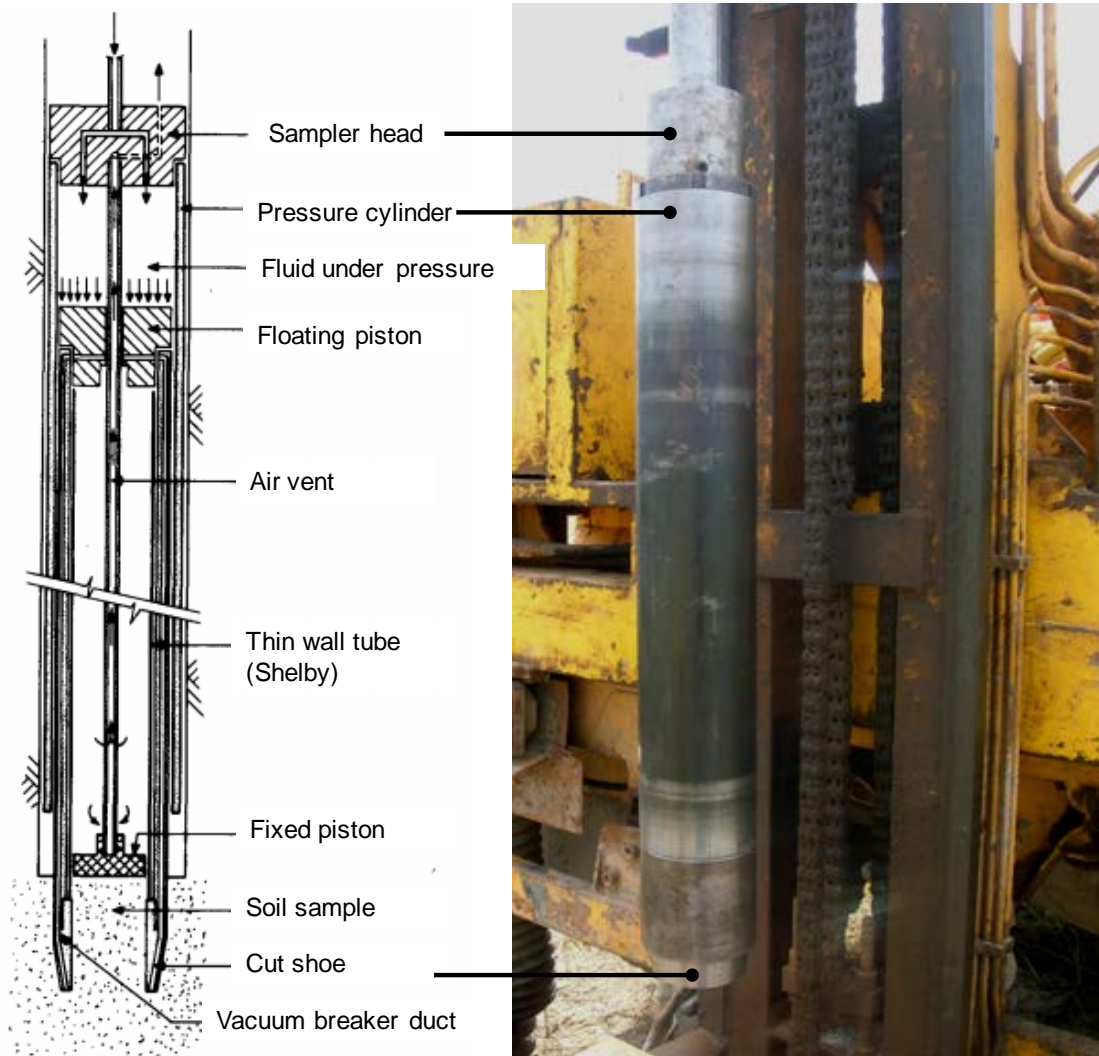 Sampler head
Pressure cylinder
Fluid under pressure
Floating piston
Air vent
Thin wall tube
(Shelby)
Fixed piston
Soil sample
Cut shoe
Vacuum breaker duct